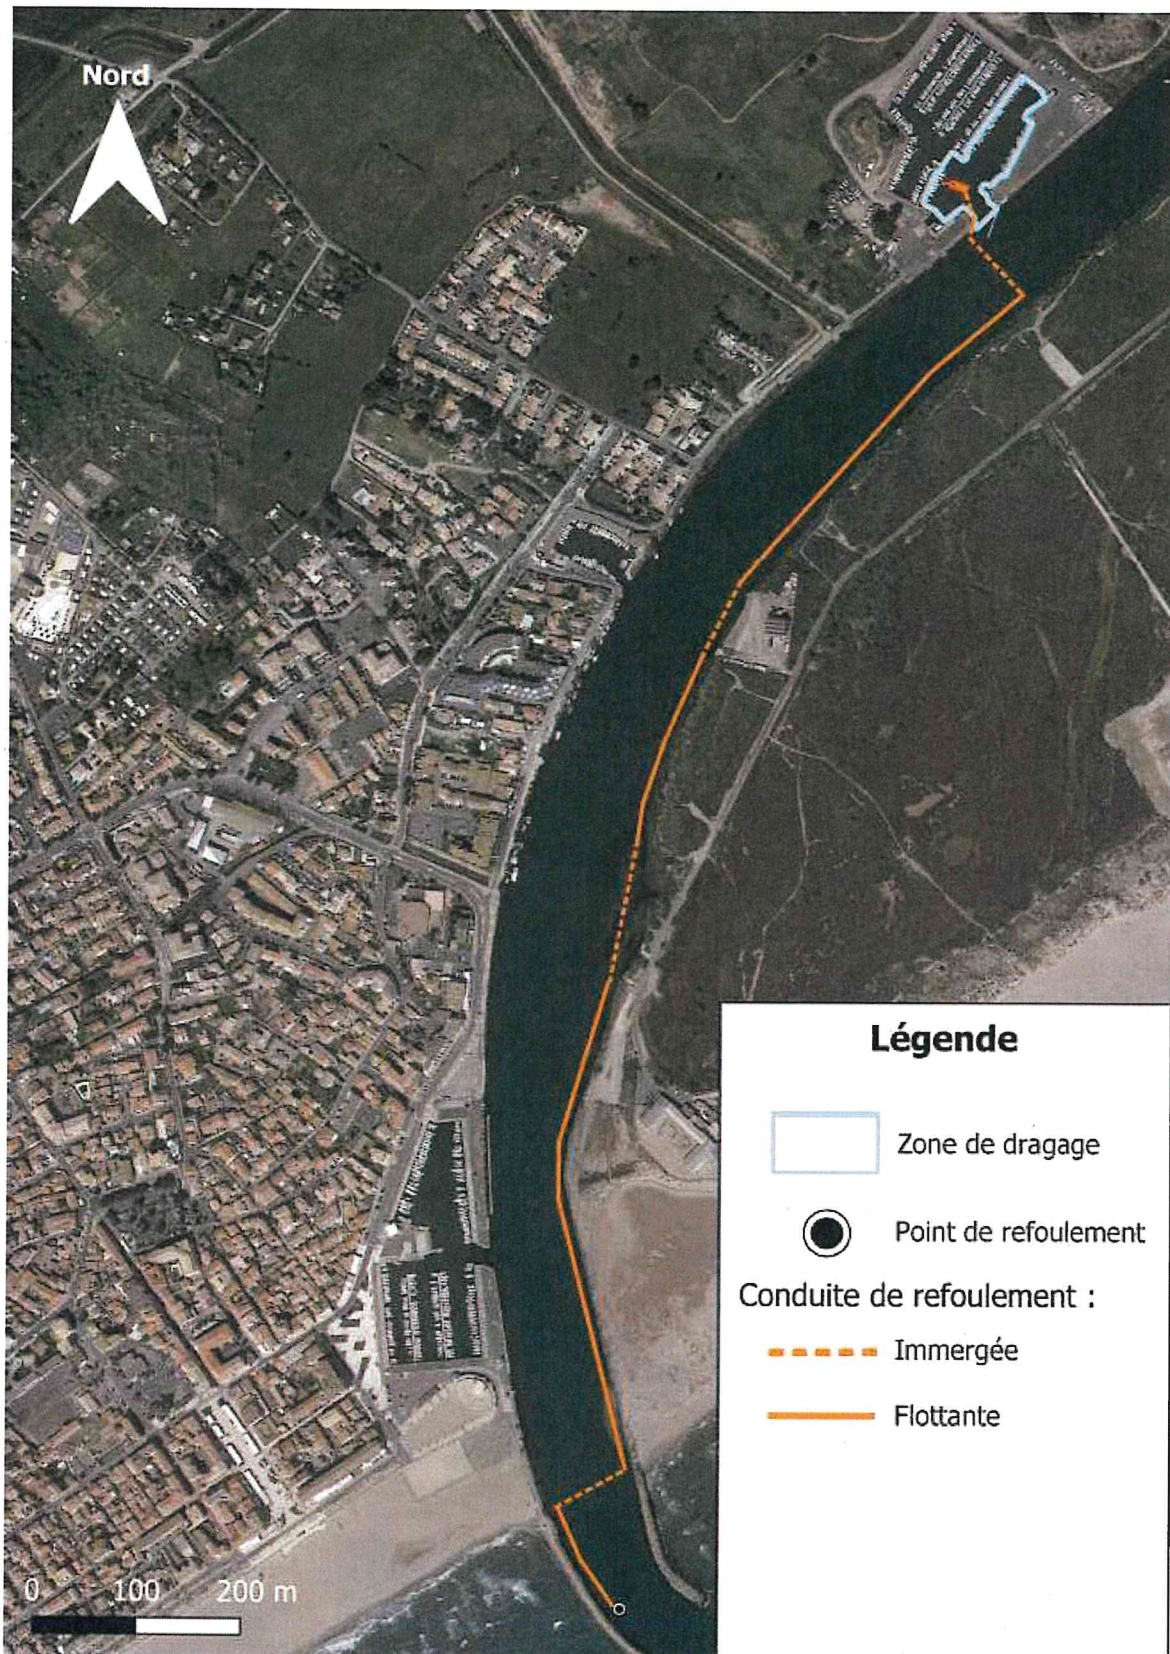 Nord
Légende
Zone de dragage
Point de refoulement
Conduite de refoulement :
Immergée
Flottante
0 100 200 m